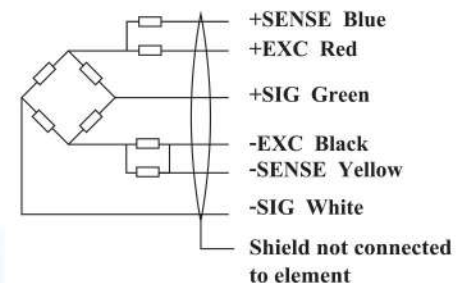 +SENSE Blue
+EXC Red
+SIG Green
-EXC Black
-SENSE Yellow
-SIG White
Shield not connected
to element